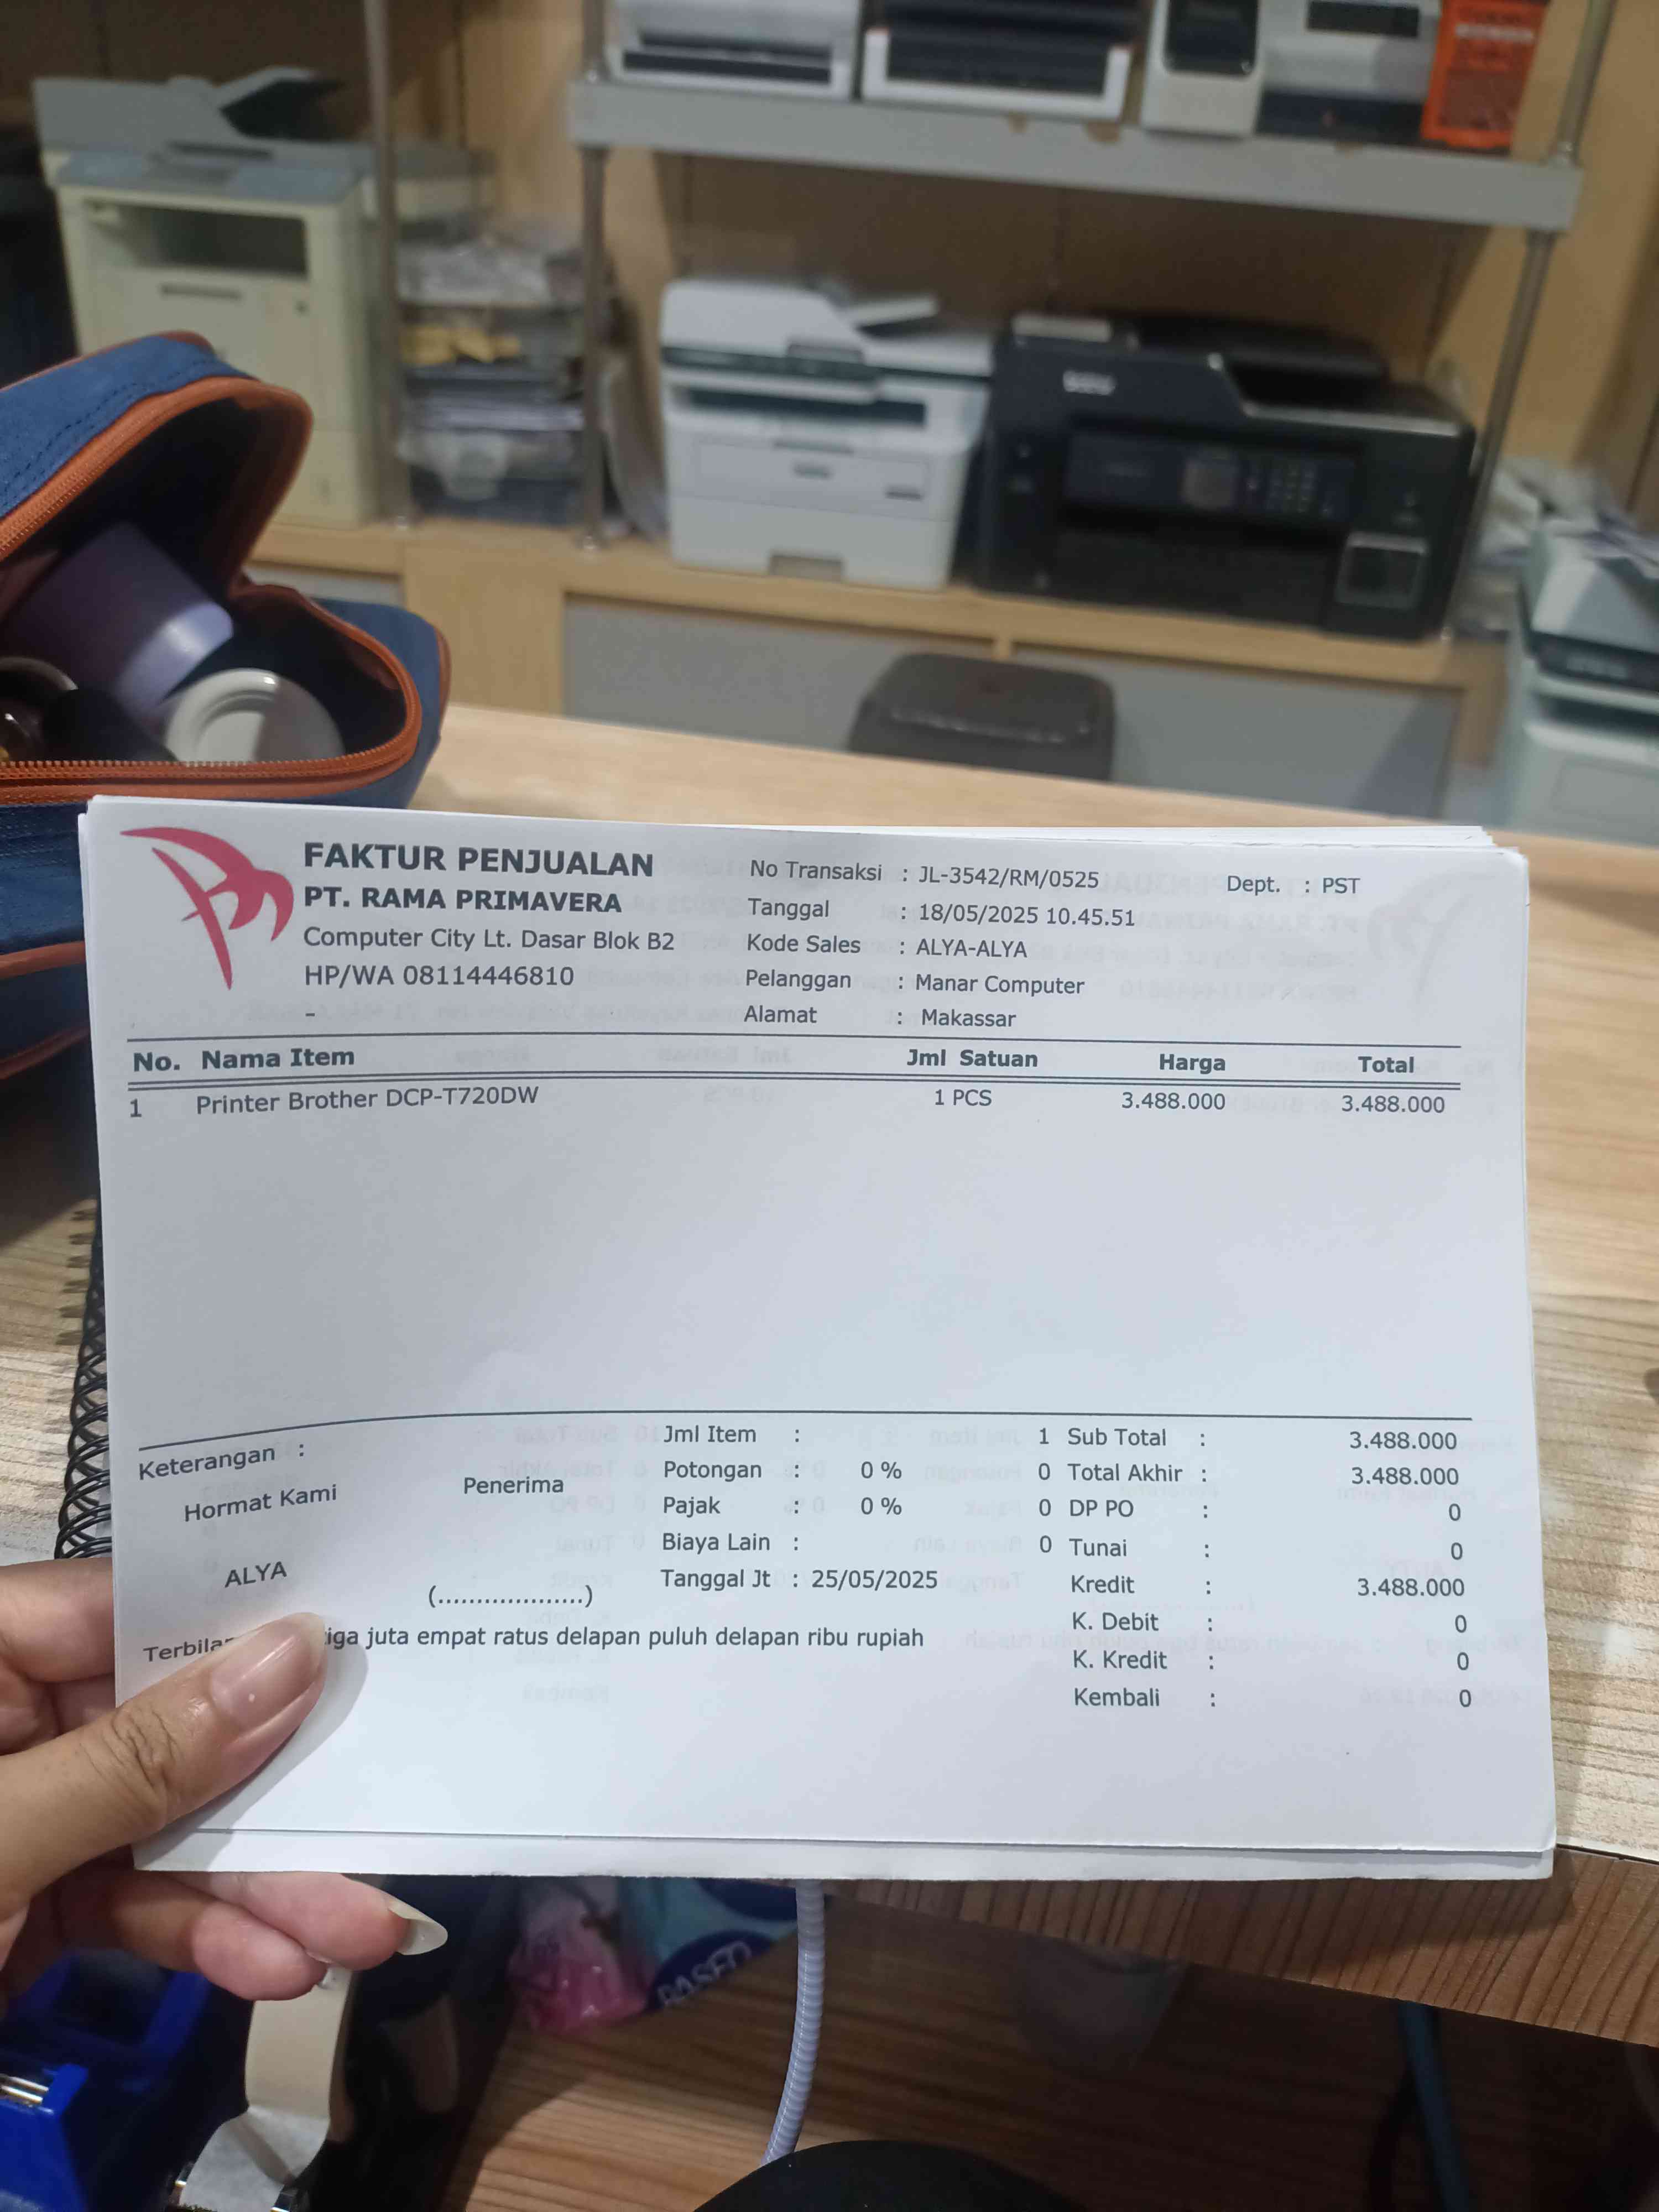 FAKTUR PENJUALAN
PT. RAMA PRIMAVERA
Computer City Lt. Dasar Blok B2
HP/WA 08114446810
-
No Transaksi : JL-3542/RM/0525 Dept. : PST
Tanggal : 18/05/2025 10.45.51
Kode Sales : ALYA-ALYA
Pelanggan : Manar Computer
Alamat : Makassar
No. Nama Item Jml Satuan Harga Total
1 Printer Brother DCP-T720DW 1 PCS 3.488.000 3.488.000
Keterangan :
Hormat Kami Penerima
ALYA (...................)
Jml Item : 1
Potongan : 0 % 0
Pajak : 0 % 0
Biaya Lain : 0
Tanggal Jt : 25/05/2025
Sub Total : 3.488.000
Total Akhir : 3.488.000
DP PO : 0
Tunai : 0
Kredit : 3.488.000
K. Debit : 0
K. Kredit : 0
Kembali : 0
juta empat ratus delapan puluh delapan ribu rupiah